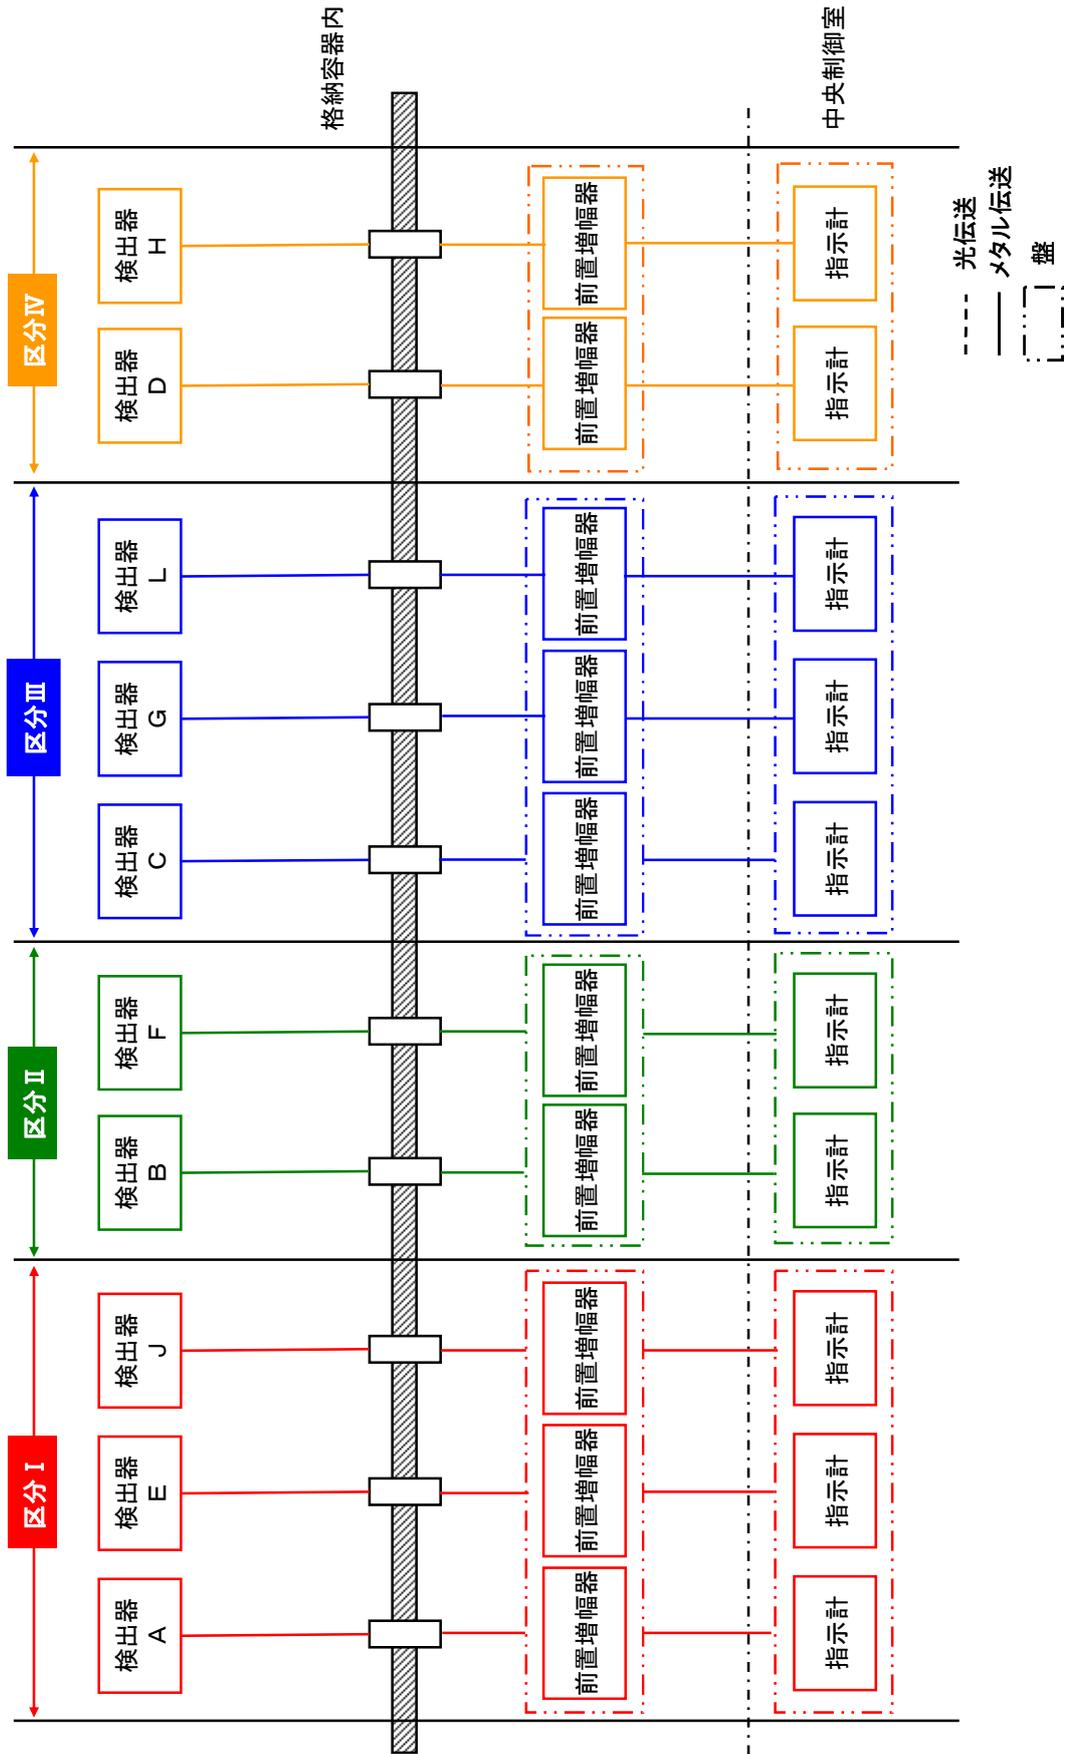 区分Ⅰ
区分Ⅱ
区分Ⅲ
区分Ⅳ
検出器
A
検出器
E
検出器
J
検出器
B
検出器
F
検出器
C
検出器
G
検出器
L
検出器
D
検出器
H
格納容器内
前置増幅器
前置増幅器
前置増幅器
前置増幅器
前置増幅器
前置増幅器
前置増幅器
前置増幅器
前置増幅器
前置増幅器
中央制御室
指示計
指示計
指示計
指示計
指示計
指示計
指示計
指示計
指示計
指示計
光伝送
メタル伝送
盤